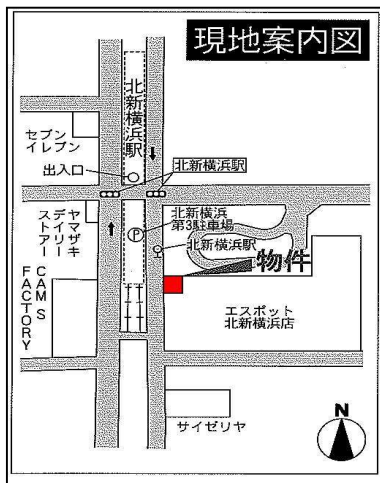 現地案内図
北新横浜駅
セブン
イレブン
出入口
北新横浜駅
ヤマザキ
デイリー
ストアー
北新横浜
第3駐車場
P
北新横浜駅
物件
CAMS
FACTORY
エスポット
北新横浜店
サイゼリヤ
N